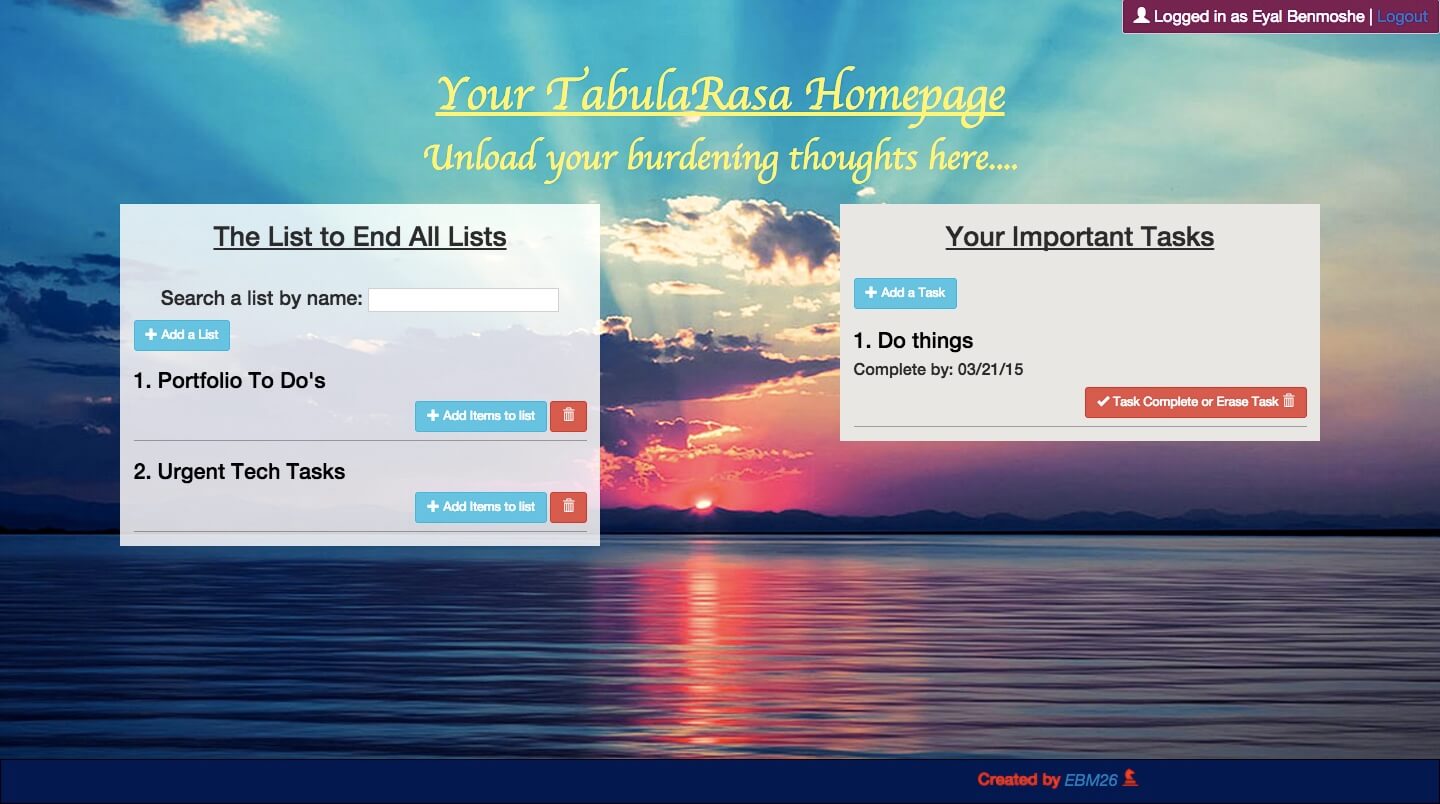 Logged in as Eyal Benmoshe | Logout
Your TabulaRasa Homepage
Unload your burdening thoughts here....
The List to End All Lists
Search a list by name:
Add a List
1. Portfolio To Do's
Add Items to list
2. Urgent Tech Tasks
Add Items to list
Your Important Tasks
Add a Task
1. Do things
Complete by: 03/21/15
Task Complete or Erase Task
Created by EBM26